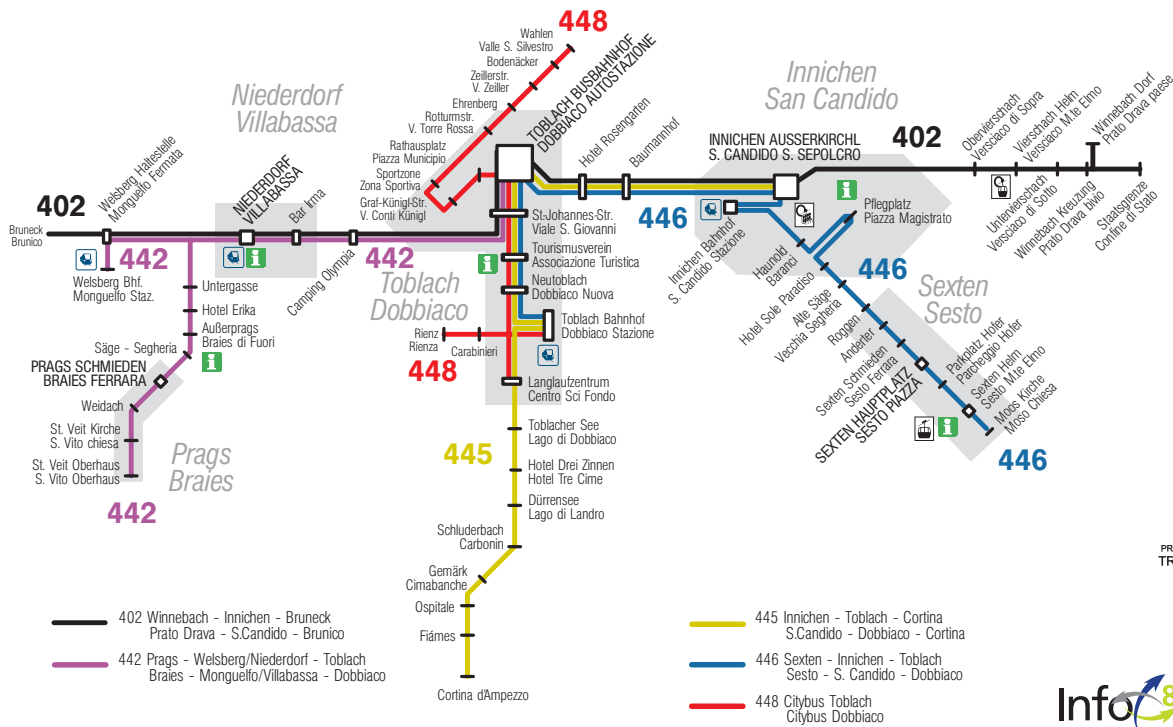 448
Wahlen
Valle S. Silvestro
Bodenäcker
Zeillerstr.
V. Zeiller
Ehrenberg
Rotturmstr.
V. Torre Rossa
Rathausplatz
Piazza Municipio
Sportzone
Zona Sportiva
Graf-Künigl-Str.
V. Conti Künigl
TOBLACH BUSBAHNHOF
DOBBIACO AUTOSTAZIONE
Niederdorf
Villabassa
Innichen
San Candido
402
Welsberg Haltestelle
Monguelfo Fermata
Bruneck
Brunico
NIEDERDORF
VILLABASSA
Bar Irma
Camping Olympia
442
442
Welsberg Bhf.
Monguelfo Staz.
Hotel Rosengarten
Baumannhof
INNICHEN AUSSERKIRCHL
S. CANDIDO S. SEPOLCRO
402
Obervierschach
Versciaco di Sopra
Vierschach Helm
Versciaco M.te Elmo
Winnebach Dorf
Prato Drava paese
Untervierschach
Versciaco di Sotto
Winnebach Kreuzung
Prato Drava bivio
Staatsgrenze
Confine di Stato
446
Pflegplatz
Piazza Magistrato
Innichen Bahnhof
S. Candido Stazione
Haunold
Baranci
446
Hotel Sole Paradiso
Alte Säge
Vecchia Segheria
Rongen
Anderter
Sexten Schmieden
Sesto Ferrara
SEXTEN HAUPTPLATZ
SESTO PIAZZA
Parkplatz Hofer
Parcheggio Hofer
Sexten Helm
Sesto M.te Elmo
Moos Kirche
Moso Chiesa
Sexten
Sesto
446
St-Johannes-Str.
Viale S. Giovanni
Tourismusverein
Associazione Turistica
Neutoblach
Dobbiaco Nuova
Toblach Bahnhof
Dobbiaco Stazione
Toblach
Dobbiaco
Rienz
Rienza
Carabinieri
448
Langlaufzentrum
Centro Sci Fondo
Untergasse
Hotel Erika
Außerprags
Braies di Fuori
Säge - Segheria
PRAGS SCHMIEDEN
BRAIES FERRARA
Weidach
St. Veit Kirche
S. Vito chiesa
St. Veit Oberhaus
S. Vito Oberhaus
Prags
Braies
442
445
Toblacher See
Lago di Dobbiaco
Hotel Drei Zinnen
Hotel Tre Cime
Dürrensee
Lago di Landro
Schluderbach
Carbonin
Gemärk
Cimabanche
Ospitale
Fiámes
Cortina d'Ampezzo
PR
TR
402 Winnebach - Innichen - Bruneck
Prato Drava - S.Candido - Brunico
442 Prags - Welsberg/Niederdorf - Toblach
Braies - Monguelfo/Villabassa - Dobbiaco
445 Innichen - Toblach - Cortina
S.Candido - Dobbiaco - Cortina
446 Sexten - Innichen - Toblach
Sesto - S. Candido - Dobbiaco
448 Citybus Toblach
Citybus Dobbiaco
Info 8